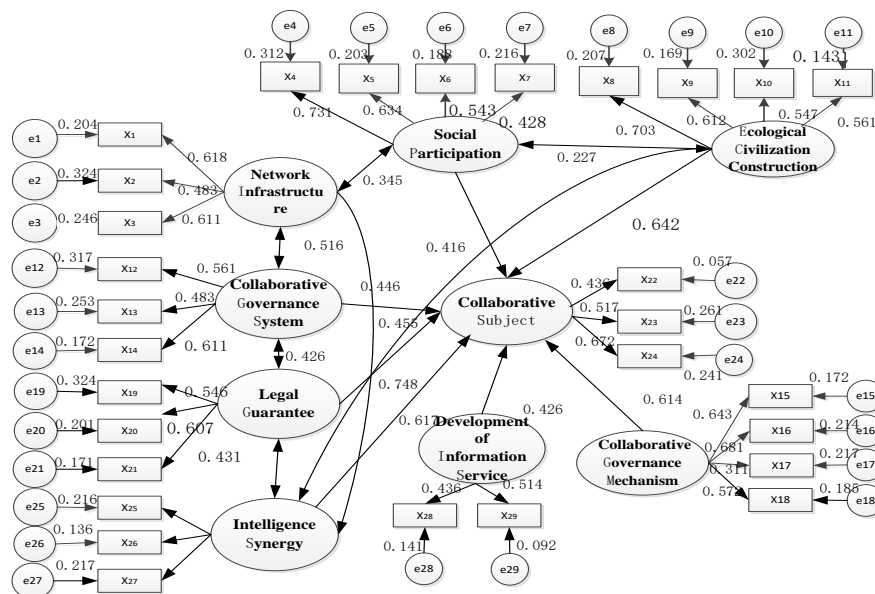 e4
e5
e6
e7
e8
e9
e10
e11
0.312
0.203
0.188
0.216
0.207
0.169
0.302
0.1431
X4
X5
X6
X7
X8
X9
X10
X11
0.731
0.634
0.543
0.428
0.703
0.612
0.547
0.561
e1
0.204
X1
e2
0.324
X2
e3
0.246
X3
0.618
0.483
0.611
Network
Infrastructu
re
Social
Participation
Ecological
Civilization
Construction
0.345
0.227
0.516
0.416
0.642
e12
0.317
X12
e13
0.253
X13
e14
0.172
X14
0.561
0.483
0.611
Collaborative
Governance
System
0.446
0.455
Collaborative
Subject
0.436
0.517
0.672
X22
0.057
e22
X23
0.261
e23
X24
0.241
e24
0.426
e19
0.324
X19
e20
0.201
X20
e21
0.171
X21
0.546
0.607
Legal
Guarantee
0.748
0.614
0.431
0.617
0.426
Development
of
Information
Service
Collaborative
Governance
Mechanism
0.643
0.681
0.311
0.572
X15
0.172
e15
X16
0.214
e16
X17
0.217
e17
X18
0.185
e18
e25
0.216
X25
e26
0.136
X26
e27
0.217
X27
Intelligence
Synergy
0.436
0.514
X28
X29
0.141
0.092
e28
e29